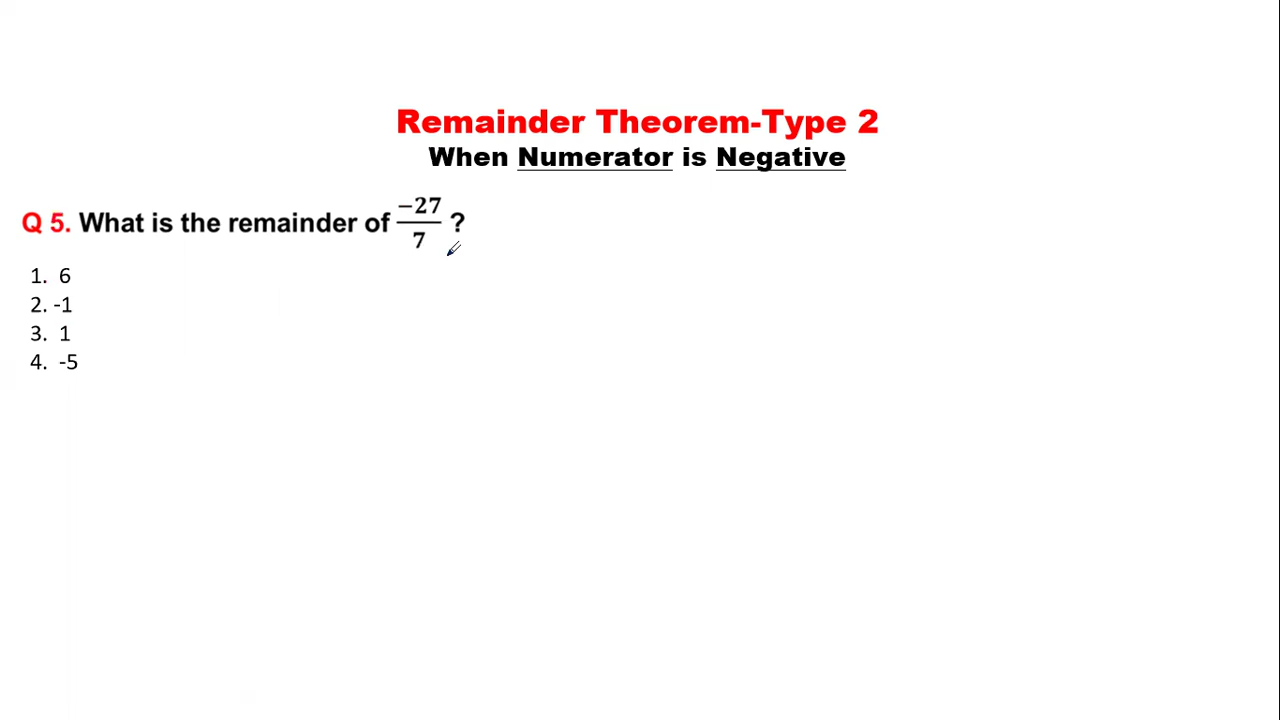 Remainder Theorem-Type 2
When Numerator is Negative
Q 5. What is the remainder of −27/7 ?
1. 6
2. -1
3. 1
4. -5